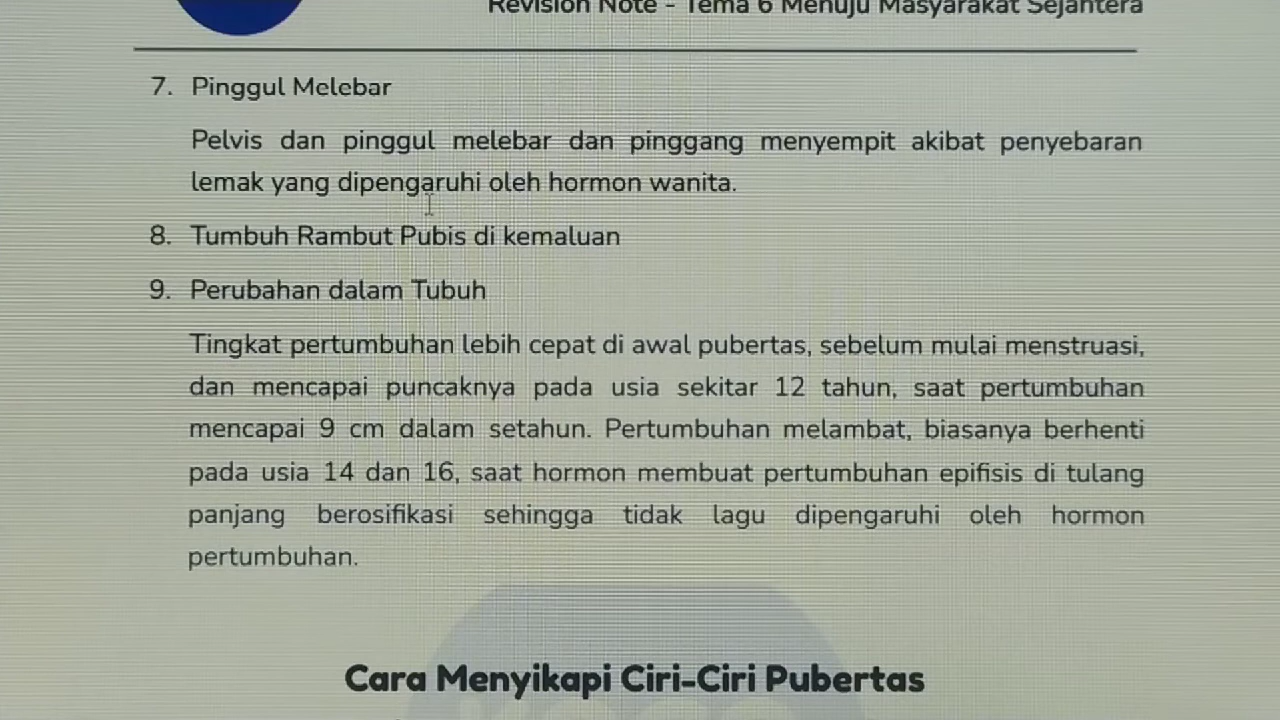 Revision Note - Tema 6 Menuju Masyarakat Sejahtera
7. Pinggul Melebar
Pelvis dan pinggul melebar dan pinggang menyempit akibat penyebaran
lemak yang dipengaruhi oleh hormon wanita.
8. Tumbuh Rambut Pubis di kemaluan
9. Perubahan dalam Tubuh
Tingkat pertumbuhan lebih cepat di awal pubertas, sebelum mulai menstruasi,
dan mencapai puncaknya pada usia sekitar 12 tahun, saat pertumbuhan
mencapai 9 cm dalam setahun. Pertumbuhan melambat, biasanya berhenti
pada usia 14 dan 16, saat hormon membuat pertumbuhan epifisis di tulang
panjang berosifikasi sehingga tidak lagu dipengaruhi oleh hormon
pertumbuhan.
Cara Menyikapi Ciri-Ciri Pubertas